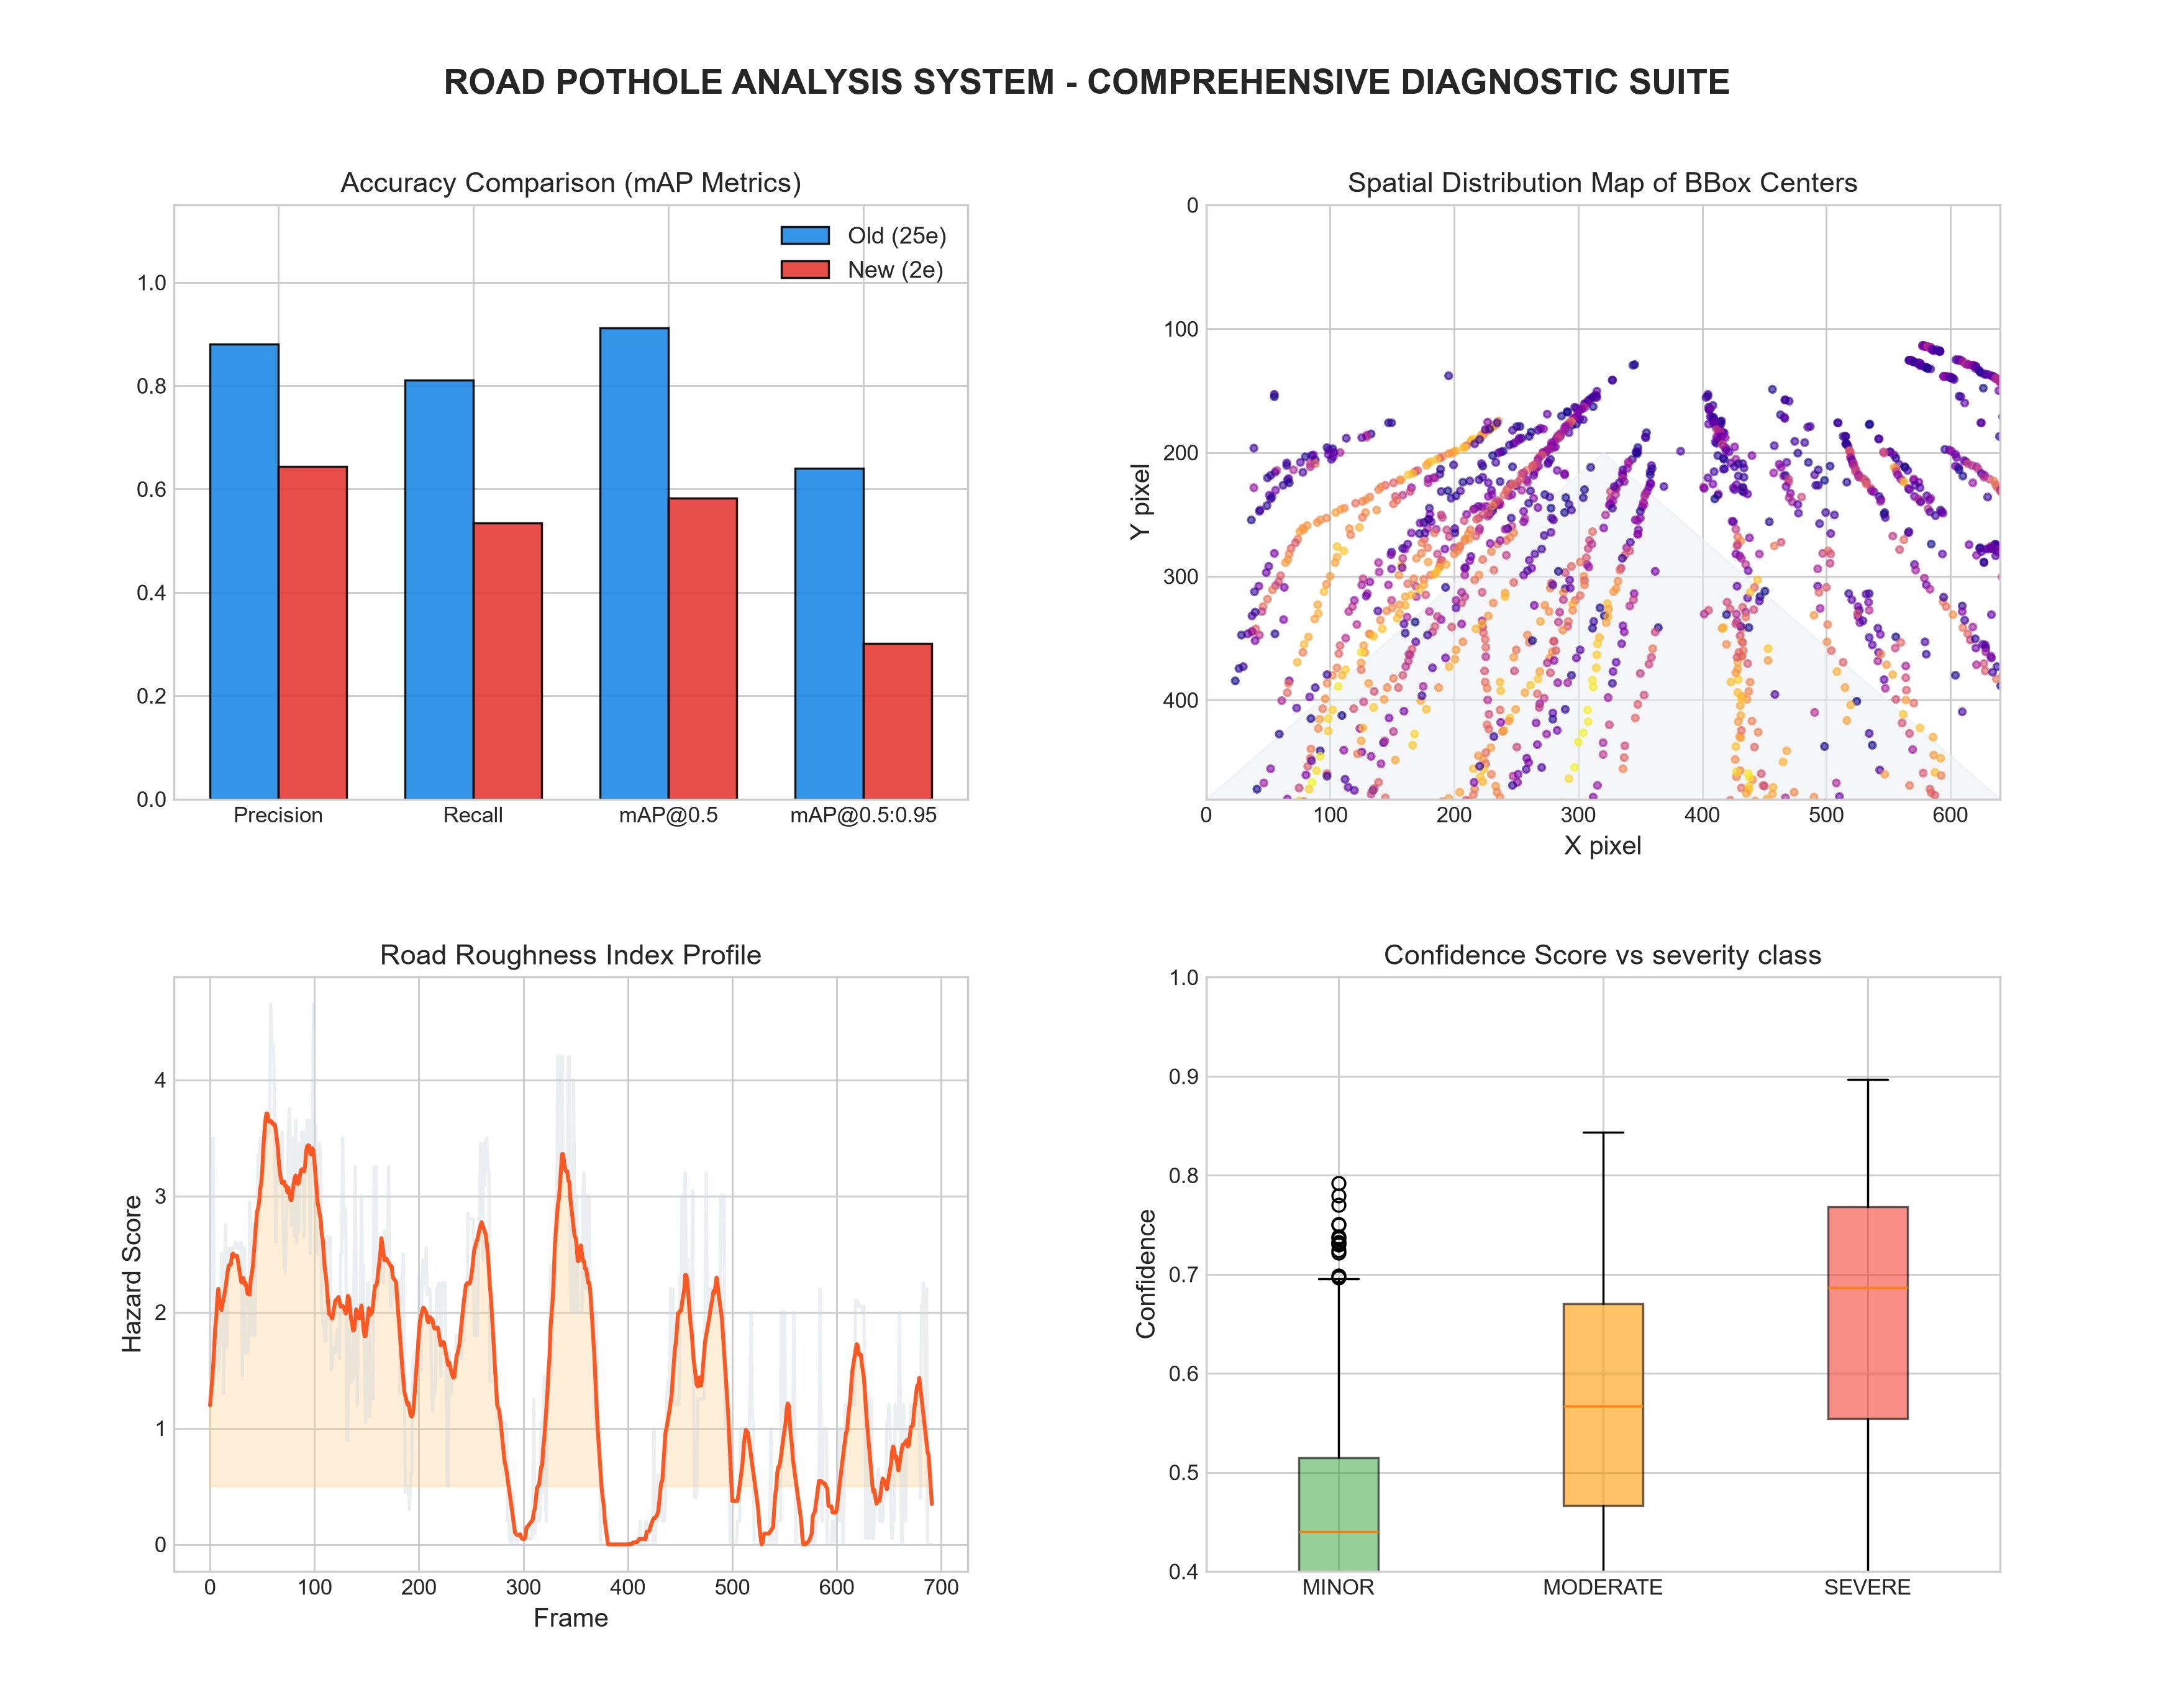 ROAD POTHOLE ANALYSIS SYSTEM - COMPREHENSIVE DIAGNOSTIC SUITE
Accuracy Comparison (mAP Metrics)
Old (25e)
New (2e)
1.0
0.8
0.6
0.4
0.2
0.0
Precision Recall mAP@0.5 mAP@0.5:0.95
Spatial Distribution Map of BBox Centers
Y pixel
0
100
200
300
400
0 100 200 300 400 500 600
X pixel
Road Roughness Index Profile
Hazard Score
4
3
2
1
0
0 100 200 300 400 500 600 700
Frame
Confidence Score vs severity class
Confidence
1.0
0.9
0.8
0.7
0.6
0.5
0.4
MINOR MODERATE SEVERE